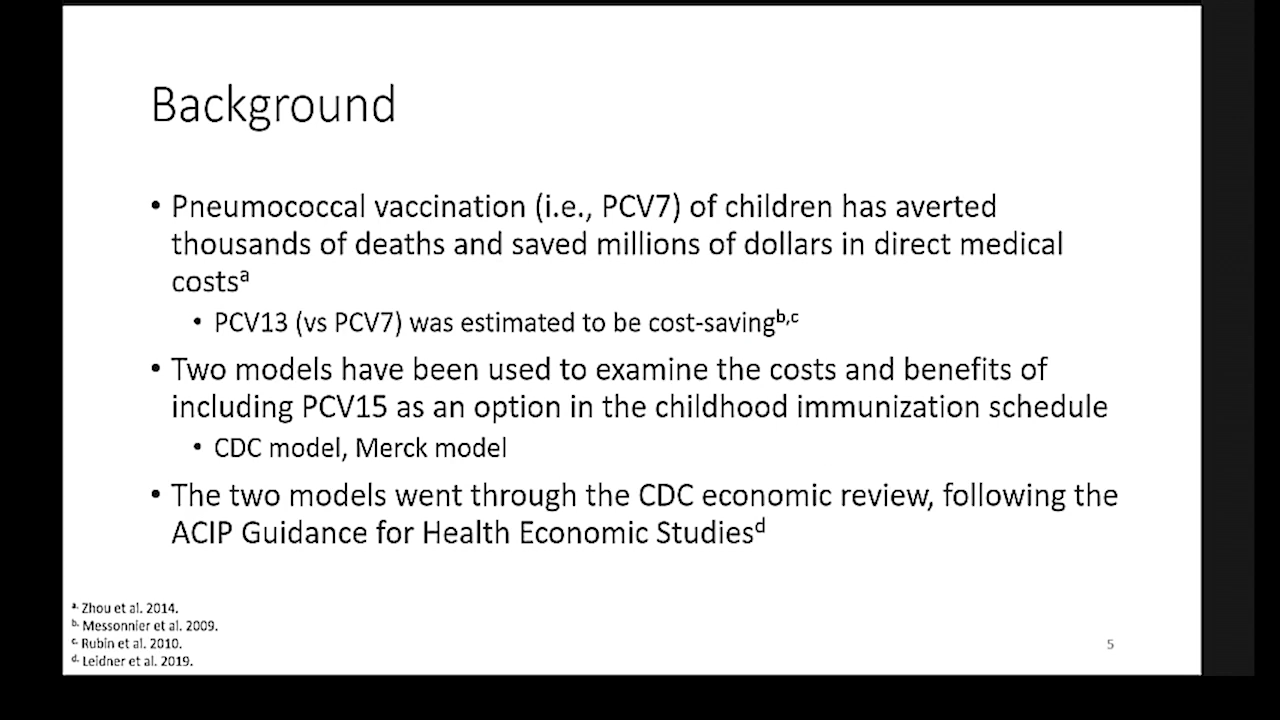 Background
• Pneumococcal vaccination (i.e., PCV7) of children has averted
thousands of deaths and saved millions of dollars in direct medical
costsᵃ
• PCV13 (vs PCV7) was estimated to be cost-savingᵇ,ᶜ
• Two models have been used to examine the costs and benefits of
including PCV15 as an option in the childhood immunization schedule
• CDC model, Merck model
• The two models went through the CDC economic review, following the
ACIP Guidance for Health Economic Studiesᵈ
a. Zhou et al. 2014.
b. Messonnier et al. 2009.
c. Rubin et al. 2010.
d. Leidner et al. 2019.
5